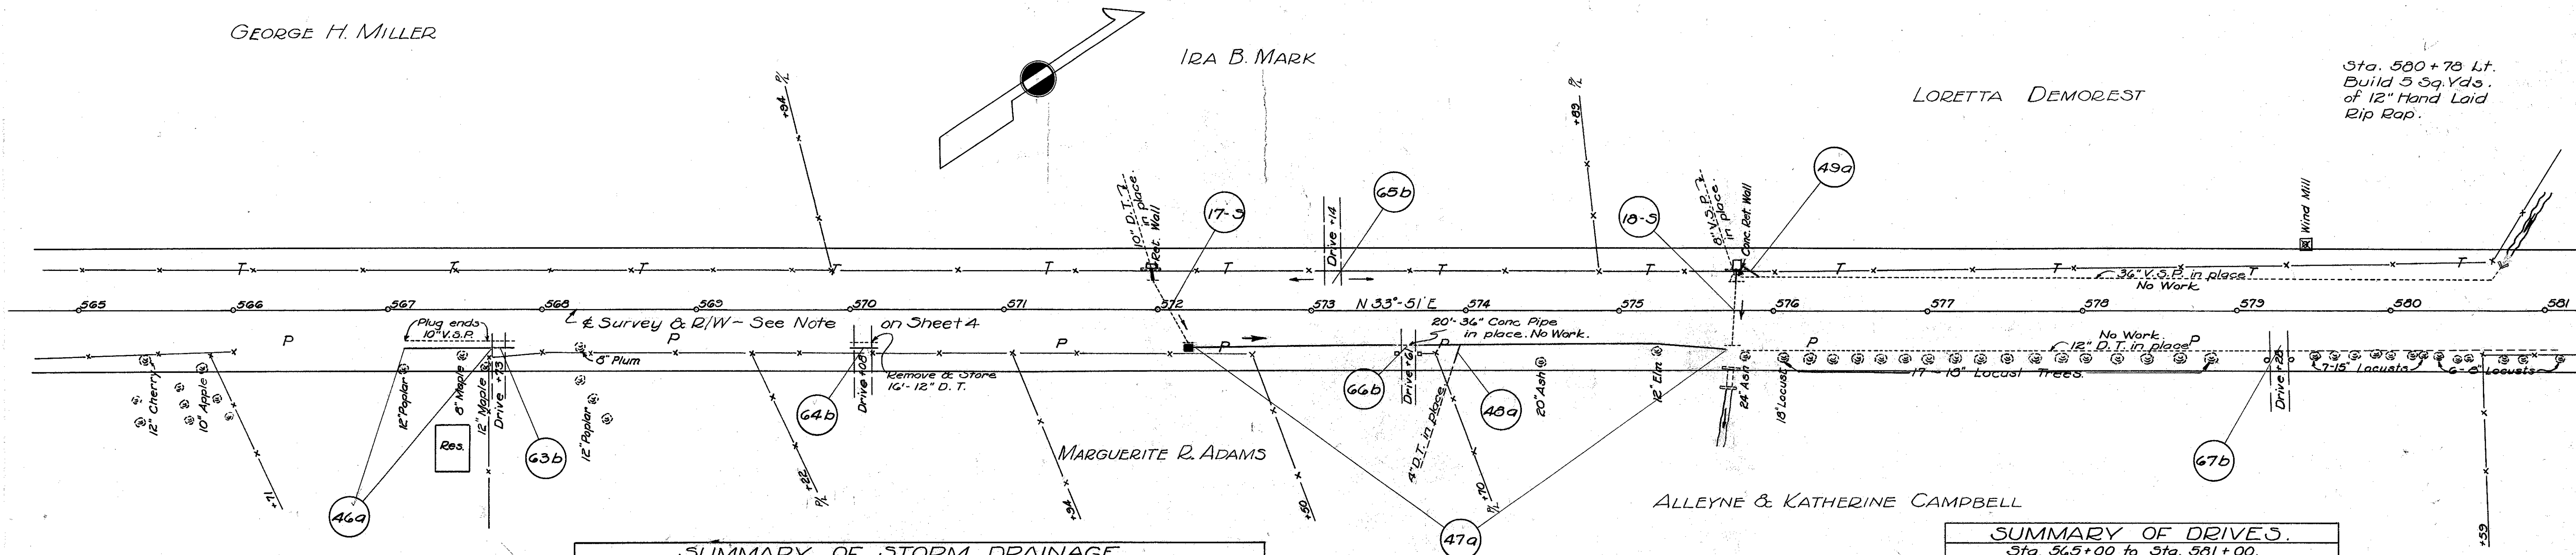 GEORGE H. MILLER
IRA B. MARK
LORETTA DEMOREST
Sta. 580+78 Lt.
Build 5 Sq.Yds.
of 12" Hand Laid
Rip Rap.
+94 P/L
+89 P/L
10" D.T.
in place.
Ret. Wall
17-S
Drive +14
65b
18-S
8" V.S.P.
in place.
Conc. Ret. Wall
49a
Wind Mill
T T T T T T T T T T T
36" V.S.P. in place
No Work
565 566 567 568 569 570 571 572 573 N 33°-51' E 574 575 576 577 578 579 580 581
Plug ends
10" V.S.P.
P
₵ Survey & R/W ~ See Note on Sheet 4
P
20'-36" Conc Pipe
in place. No Work.
P P P
No Work.
12" D.T. in place
P
12" Cherry
10" Apple
12" Poplar
8" Maple
12" Maple
Drive +73
8" Plum
12" Poplar
Drive +08
Remove & Store
16'-12" D.T.
Drive +61
20" Ash
12" Elm
24" Ash
18" Locust
17-18" Locust Trees.
Drive +28
7-15" Locusts
6-8" Locusts
Res.
63b
64b
66b
48a
4" D.T. in place
67b
46a
47a
+71
+22 P/L
+94
+50
+70 P/L
+59
MARGUERITE R. ADAMS
ALLEYNE & KATHERINE CAMPBELL
SUMMARY OF STORM DRAINAGE
SUMMARY OF DRIVES.
Sta. 565+00 to Sta. 581+00.